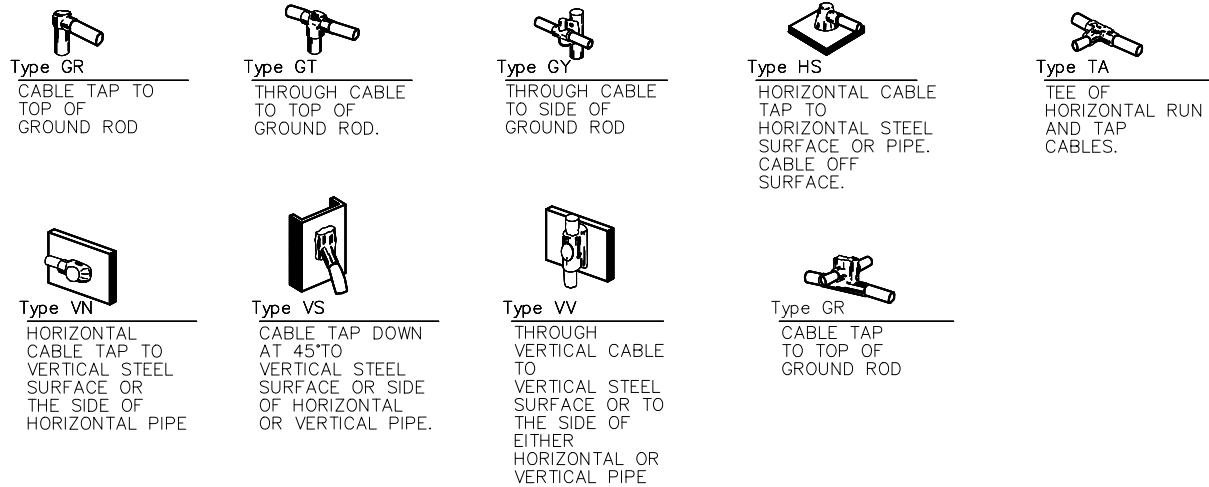 Type GR
CABLE TAP TO
TOP OF
GROUND ROD
Type GT
THROUGH CABLE
TO TOP OF
GROUND ROD.
Type GY
THROUGH CABLE
TO SIDE OF
GROUND ROD
Type HS
HORIZONTAL CABLE
TAP TO
HORIZONTAL STEEL
SURFACE OR PIPE.
CABLE OFF
SURFACE.
Type TA
TEE OF
HORIZONTAL RUN
AND TAP
CABLES.
Type VN
HORIZONTAL
CABLE TAP TO
VERTICAL STEEL
SURFACE OR
THE SIDE OF
HORIZONTAL PIPE
Type VS
CABLE TAP DOWN
AT 45°TO
VERTICAL STEEL
SURFACE OR SIDE
OF HORIZONTAL
OR VERTICAL PIPE.
Type VV
THROUGH
VERTICAL CABLE
TO
VERTICAL STEEL
SURFACE OR TO
THE SIDE OF
EITHER
HORIZONTAL OR
VERTICAL PIPE
Type GR
CABLE TAP
TO TOP OF
GROUND ROD